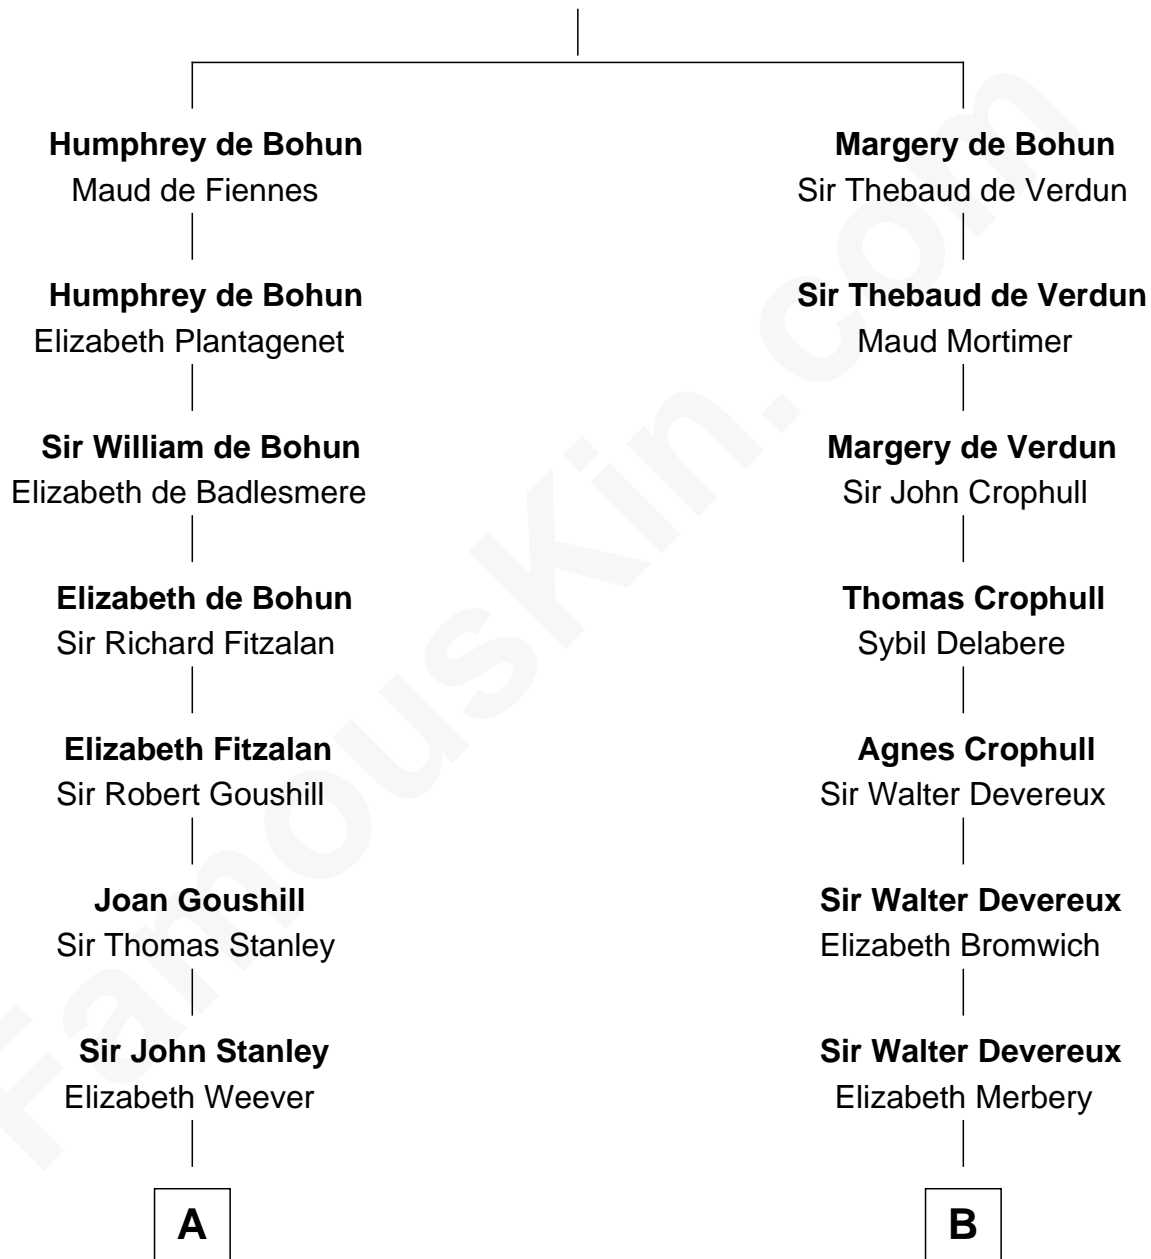 Humphrey de Bohun
Maud de Fiennes
Humphrey de Bohun
Elizabeth Plantagenet
Sir William de Bohun
Elizabeth de Badlesmere
Elizabeth de Bohun
Sir Richard Fitzalan
Elizabeth Fitzalan
Sir Robert Goushill
Joan Goushill
Sir Thomas Stanley
Sir John Stanley
Elizabeth Weever
A
Margery de Bohun
Sir Thebaud de Verdun
Sir Thebaud de Verdun
Maud Mortimer
Margery de Verdun
Sir John Crophull
Thomas Crophull
Sybil Delabere
Agnes Crophull
Sir Walter Devereux
Sir Walter Devereux
Elizabeth Bromwich
Sir Walter Devereux
Elizabeth Merbery
B
FamousKin.com